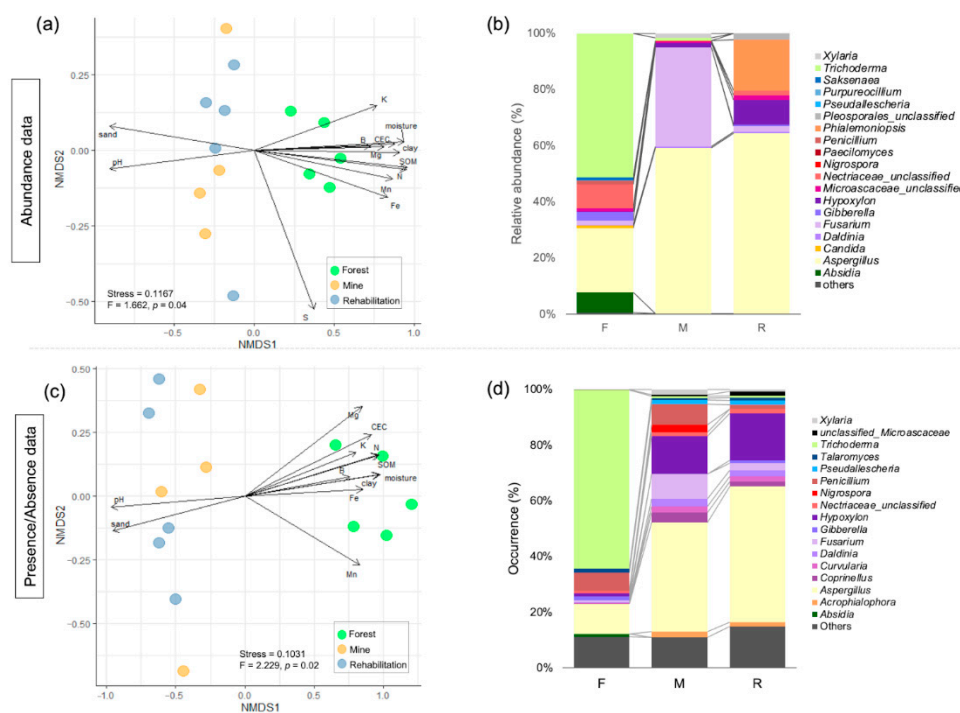 (a)
Abundance data
NMDS2
0.25
0.00
-0.25
-0.50
K
moisture
B
CEC
clay
Mg
SOM
N
Mn
Fe
sand
pH
S
Forest
Mine
Rehabilitation
Stress = 0.1167
F = 1.662, p = 0.04
-0.5
0.0
0.5
1.0
NMDS1
(b)
Relative abundance (%)
100%
80%
60%
40%
20%
0%
F
M
R
Xylaria
Trichoderma
Saksenaea
Purpureocillium
Pseudallescheria
Pleosporales_unclassified
Phialemoniopsis
Penicillium
Paecilomyces
Nigrospora
Nectriaceae_unclassified
Microascaceae_unclassified
Hypoxylon
Gibberella
Fusarium
Daldinia
Candida
Aspergillus
Absidia
others
(c)
Presence/Absence data
NMDS2
0.50
0.25
0.00
0.25
0.50
Mg
CEC
K
N
SOM
B
moisture
clay
Fe
Mn
pH
sand
Forest
Mine
Rehabilitation
Stress = 0.1031
F = 2.229, p = 0.02
-1.0
-0.5
0.0
0.5
1.0
NMDS1
(d)
Occurrence (%)
100%
80%
60%
40%
20%
0%
F
M
R
Xylaria
unclassified_Microascaceae
Trichoderma
Talaromyces
Pseudallescheria
Penicillium
Nigrospora
Nectriaceae_unclassified
Hypoxylon
Gibberella
Fusarium
Daldinia
Curvularia
Coprinellus
Aspergillus
Acrophialophora
Absidia
Others